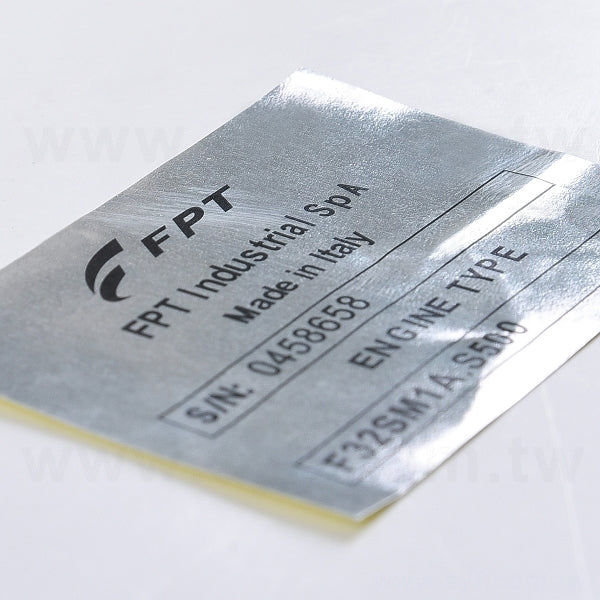 FPT
FPT Industrial SpA
Made in Italy
S/N: 0458658
ENGINE TYPE
F32SM1A.S500